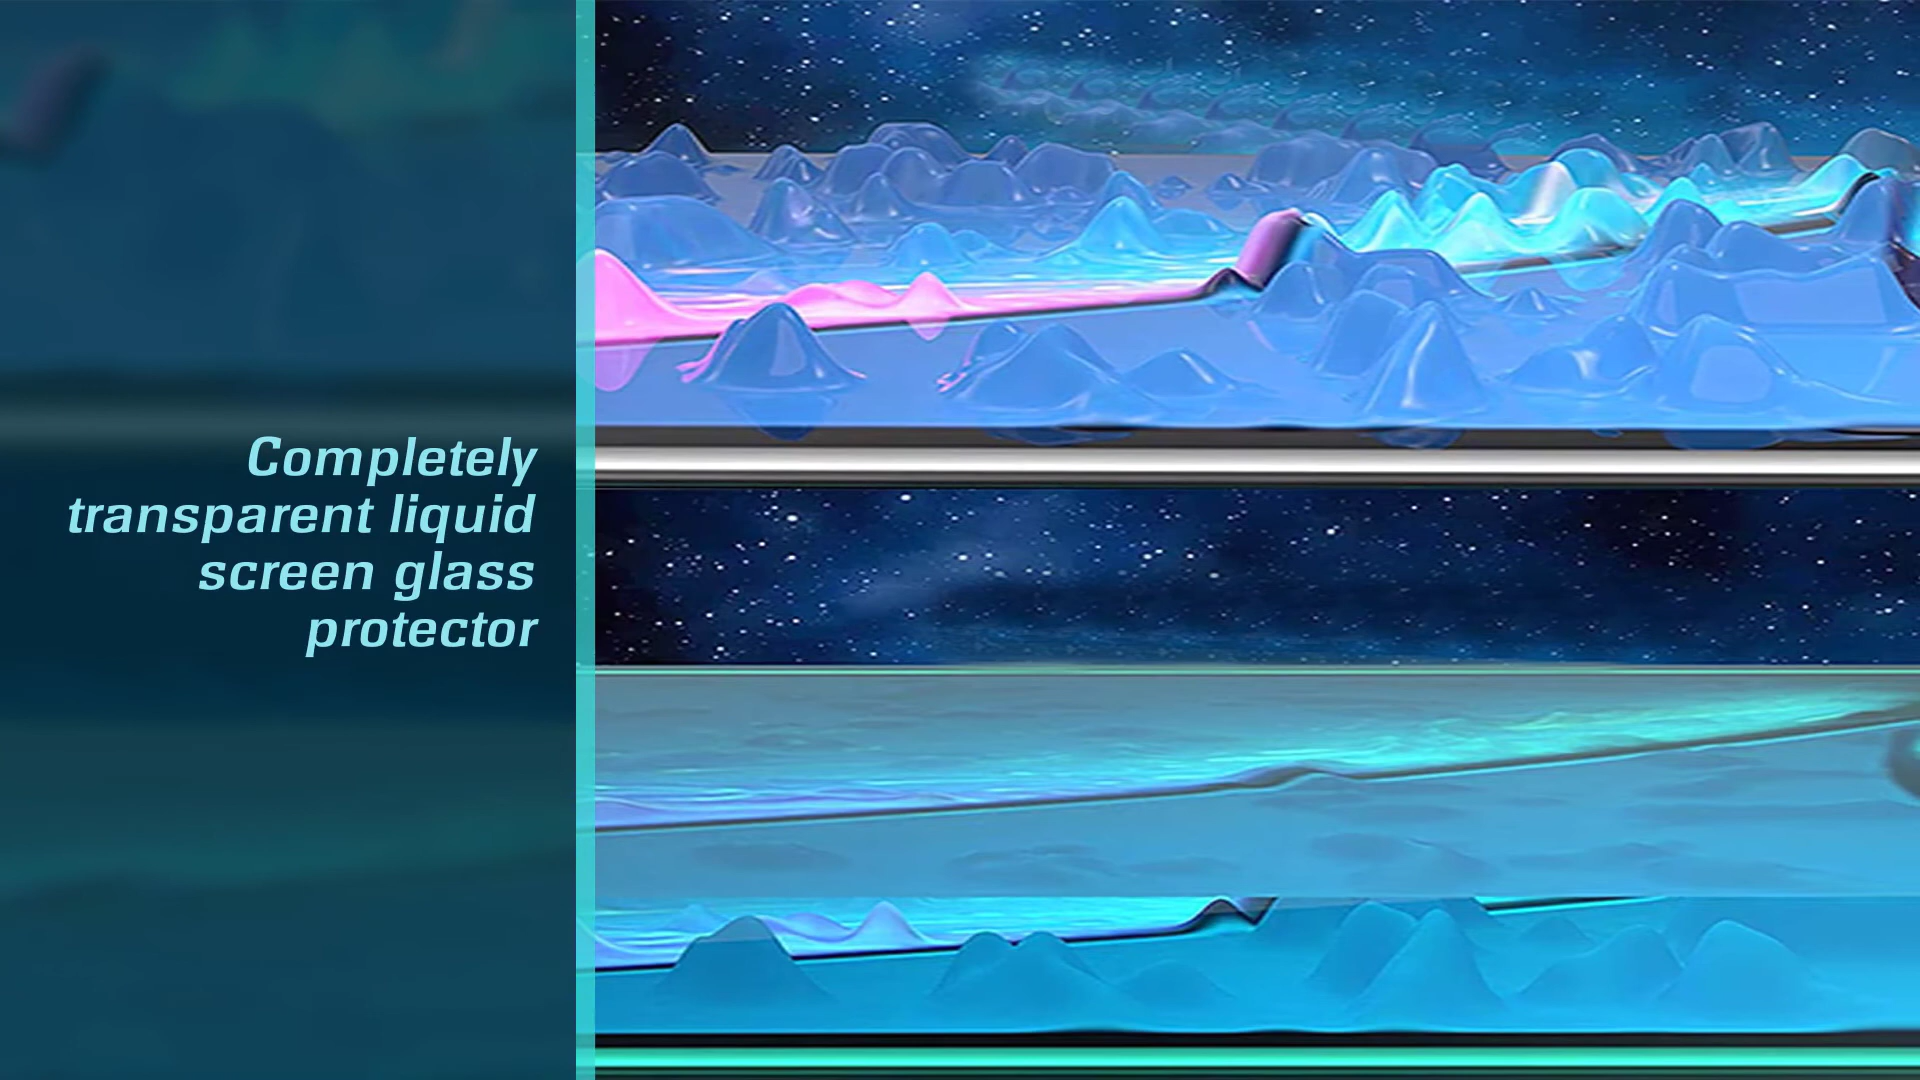 Completely
transparent liquid
screen glass
protector